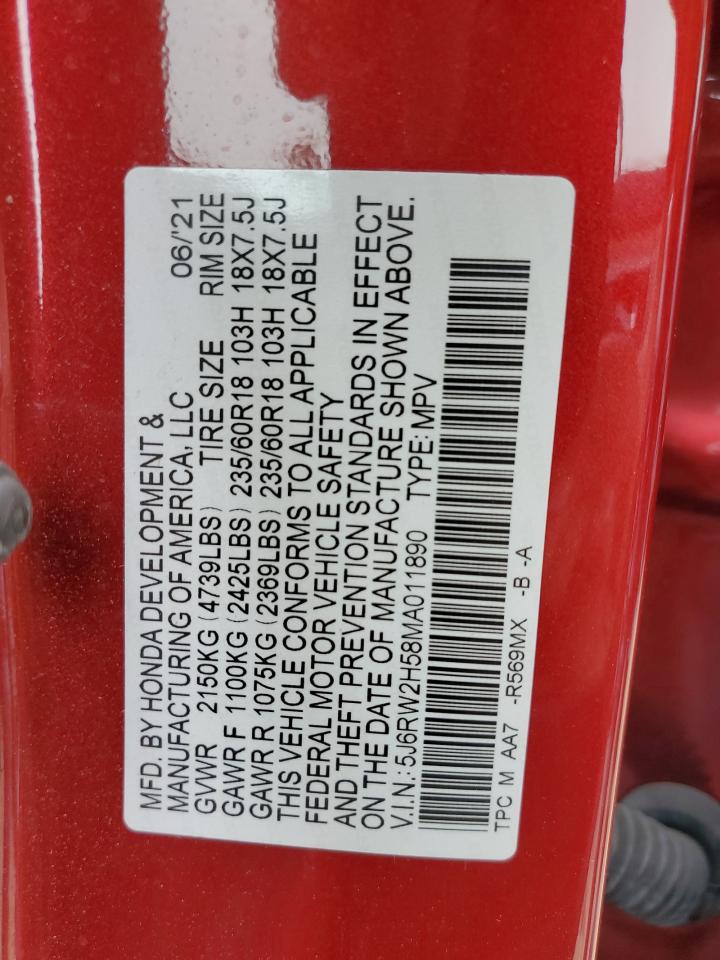 MFD. BY HONDA DEVELOPMENT &
MANUFACTURING OF AMERICA, LLC 06/'21
GVWR 2150KG (4739LBS) TIRE SIZE RIM SIZE
GAWR F 1100KG (2425LBS) 235/60R18 103H 18X7.5J
GAWR R 1075KG (2369LBS) 235/60R18 103H 18X7.5J
THIS VEHICLE CONFORMS TO ALL APPLICABLE
FEDERAL MOTOR VEHICLE SAFETY
AND THEFT PREVENTION STANDARDS IN EFFECT
ON THE DATE OF MANUFACTURE SHOWN ABOVE.
V.I.N.: 5J6RW2H58MA011890 TYPE: MPV
TPC M AA7 -R569MX -B -A